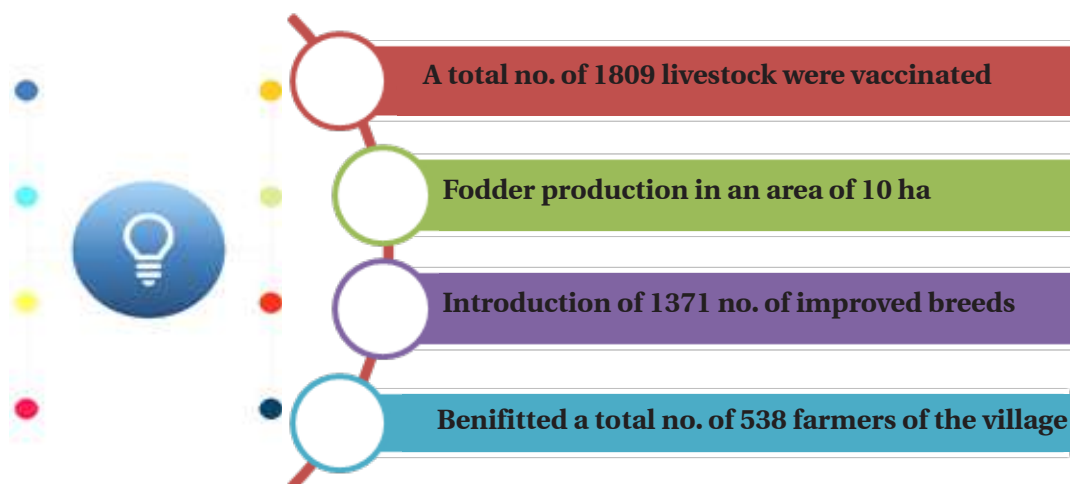 A total no. of 1809 livestock were vaccinated
Fodder production in an area of 10 ha
Introduction of 1371 no. of improved breeds
Benifitted a total no. of 538 farmers of the village